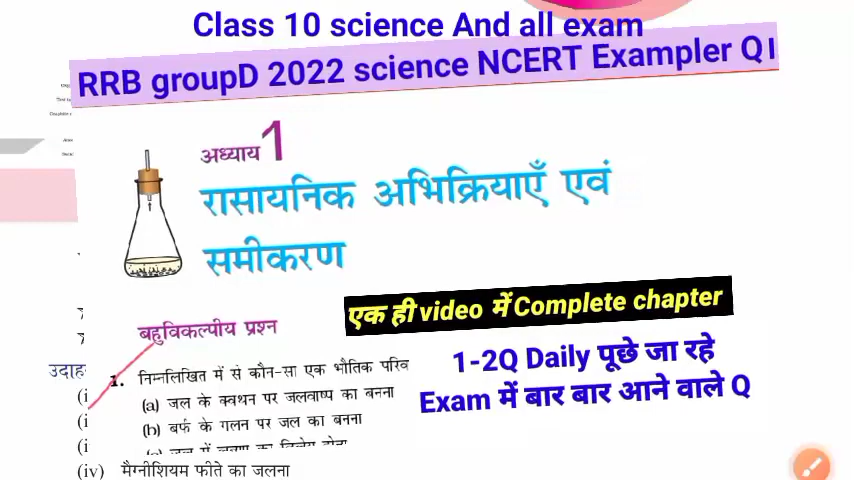 Class 10 science And all exam
RRB groupD 2022 science NCERT Exampler Q।
अध्याय 1
रासायनिक अभिक्रियाएँ एवं
समीकरण
एक ही video में Complete chapter
बहुविकल्पीय प्रश्न
1-2Q Daily पूछे जा रहे
Exam में बार बार आने वाले Q
उदाह
1. निम्नलिखित में से कौन-सा एक भौतिक परिव
(i
(a) जल के क्वथन पर जलवाष्प का बनना
(i
(b) बर्फ के गलन पर जल का बनना
(i
(iv) मैग्नीशियम फीते का जलना